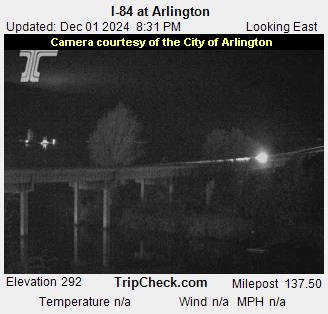 I-84 at Arlington
Updated: Dec 01 2024 8:31 PM Looking East
Camera courtesy of the City of Arlington
Elevation 292 TripCheck.com Milepost 137.50
Temperature n/a Wind n/a MPH n/a